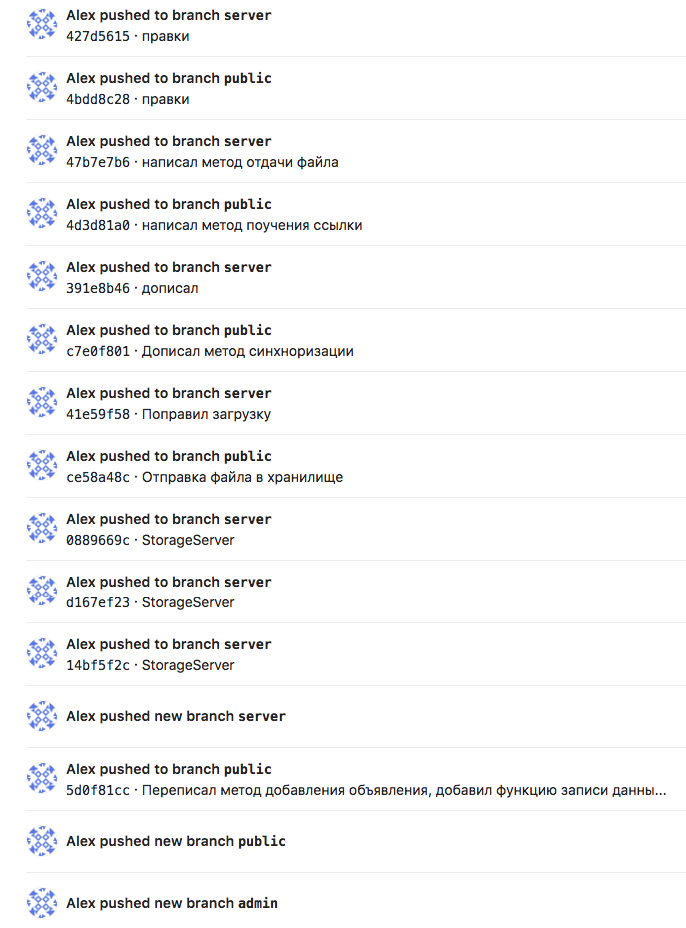 Alex pushed to branch server
427d5615 · правки
Alex pushed to branch public
4bdd8c28 · правки
Alex pushed to branch server
47b7e7b6 · написал метод отдачи файла
Alex pushed to branch public
4d3d81a0 · написал метод поучения ссылки
Alex pushed to branch server
391e8b46 · дописал
Alex pushed to branch public
c7e0f801 · Дописал метод синхноризации
Alex pushed to branch server
41e59f58 · Поправил загрузку
Alex pushed to branch public
ce58a48c · Отправка файла в хранилище
Alex pushed to branch server
0889669c · StorageServer
Alex pushed to branch server
d167ef23 · StorageServer
Alex pushed to branch server
14bf5f2c · StorageServer
Alex pushed new branch server
Alex pushed to branch public
5d0f81cc · Переписал метод добавления объявления, добавил функцию записи данны...
Alex pushed new branch public
Alex pushed new branch admin